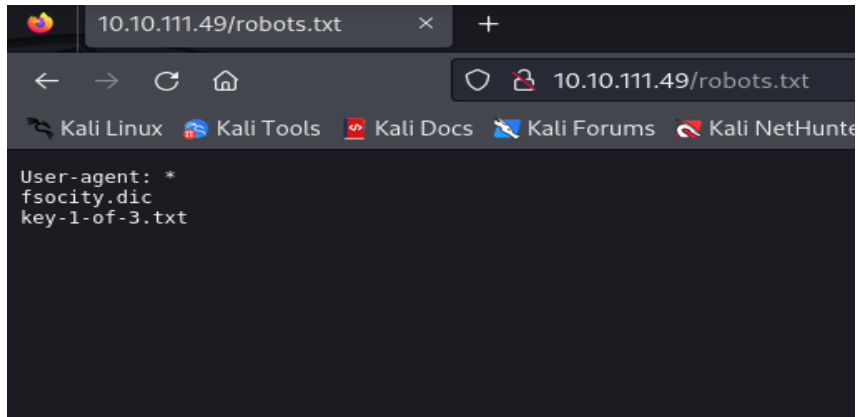 10.10.111.49/robots.txt
10.10.111.49/robots.txt
Kali Linux Kali Tools Kali Docs Kali Forums Kali NetHunte
User-agent: *
fsocity.dic
key-1-of-3.txt